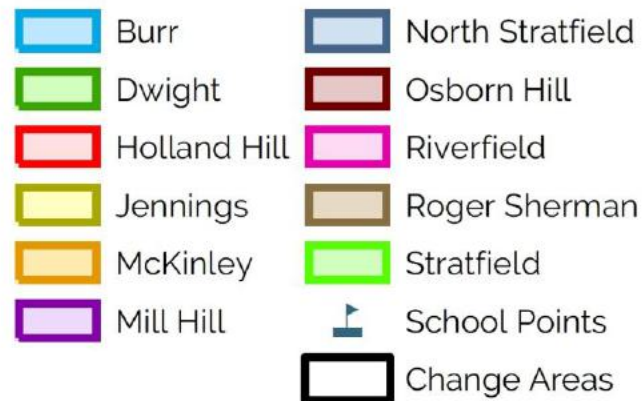 Burr
Dwight
Holland Hill
Jennings
McKinley
Mill Hill
North Stratfield
Osborn Hill
Riverfield
Roger Sherman
Stratfield
School Points
Change Areas